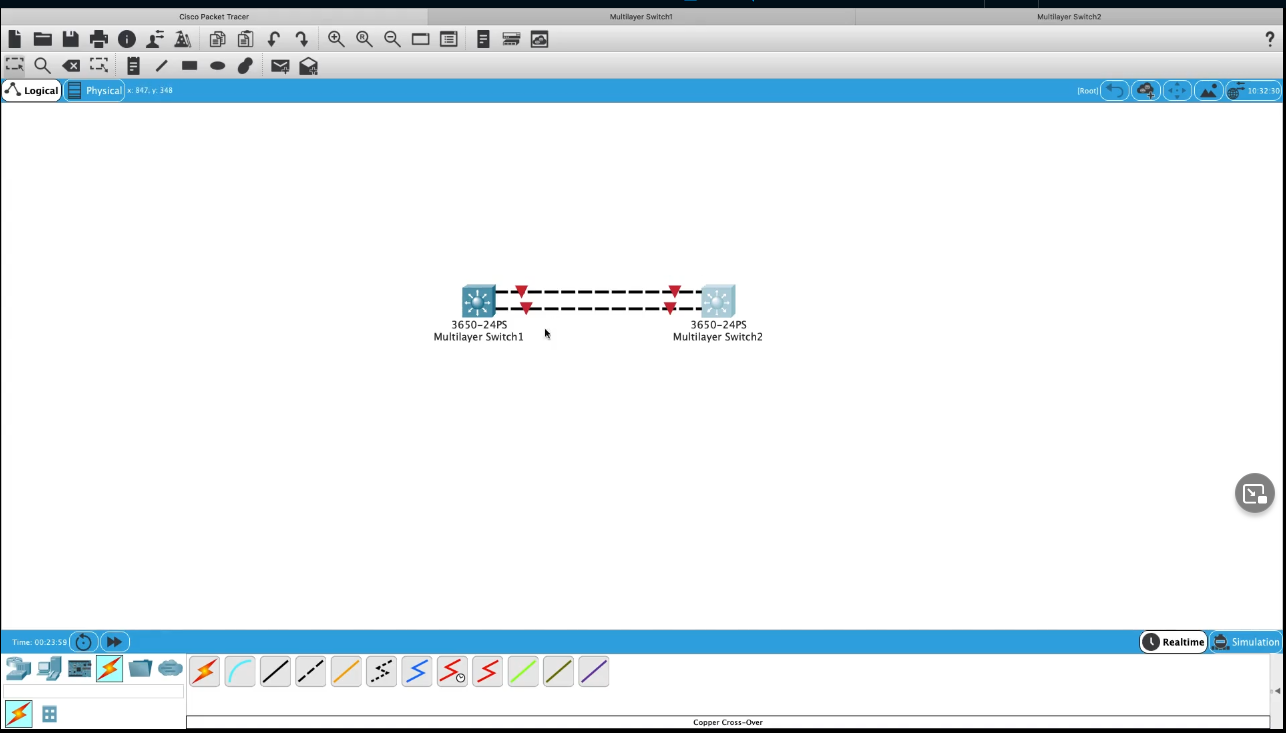 Cisco Packet Tracer
Multilayer Switch1
Multilayer Switch2
?
Logical
Physical
x: 847, y: 348
[Root]
10:32:30
3650-24PS
Multilayer Switch1
3650-24PS
Multilayer Switch2
Time: 00:23:59
Realtime
Simulation
Copper Cross-Over